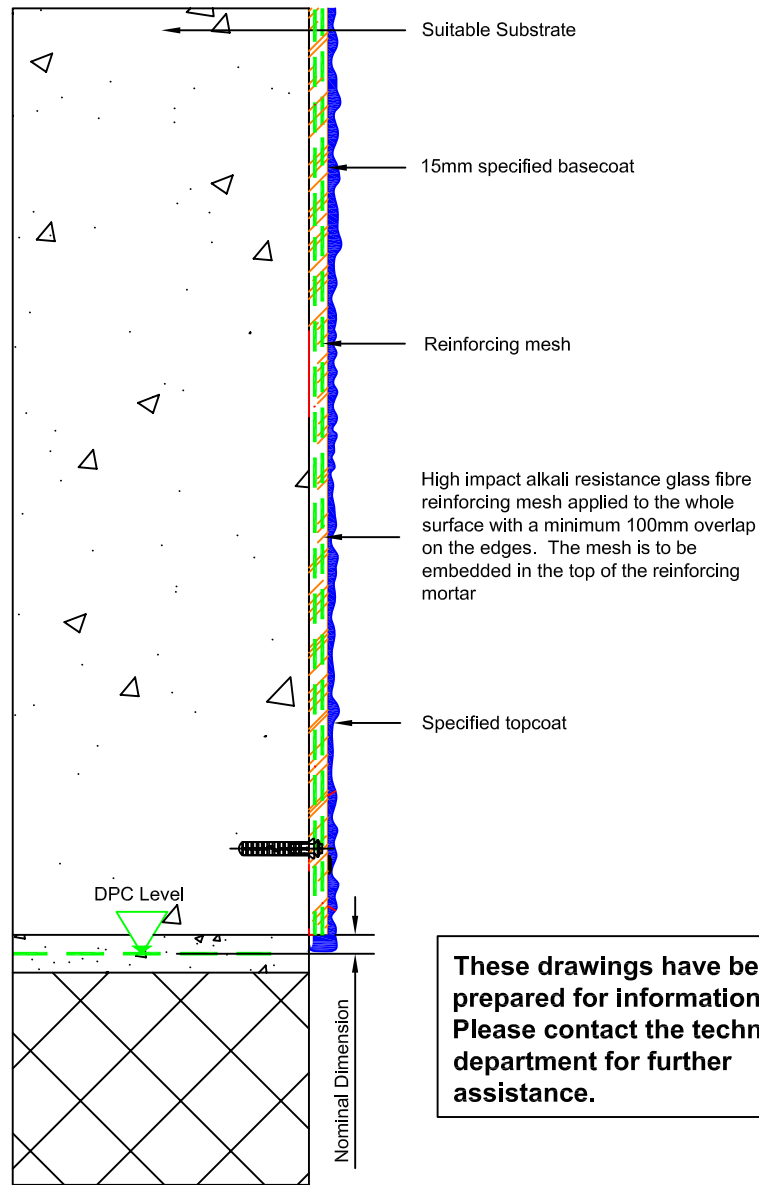 Suitable Substrate
15mm specified basecoat
Reinforcing mesh
High impact alkali resistance glass fibre
reinforcing mesh applied to the whole
surface with a minimum 100mm overlap
on the edges.  The mesh is to be
embedded in the top of the reinforcing
mortar
Specified topcoat
DPC Level
Nominal Dimension
These drawings have be
prepared for information
Please contact the techn
department for further
assistance.